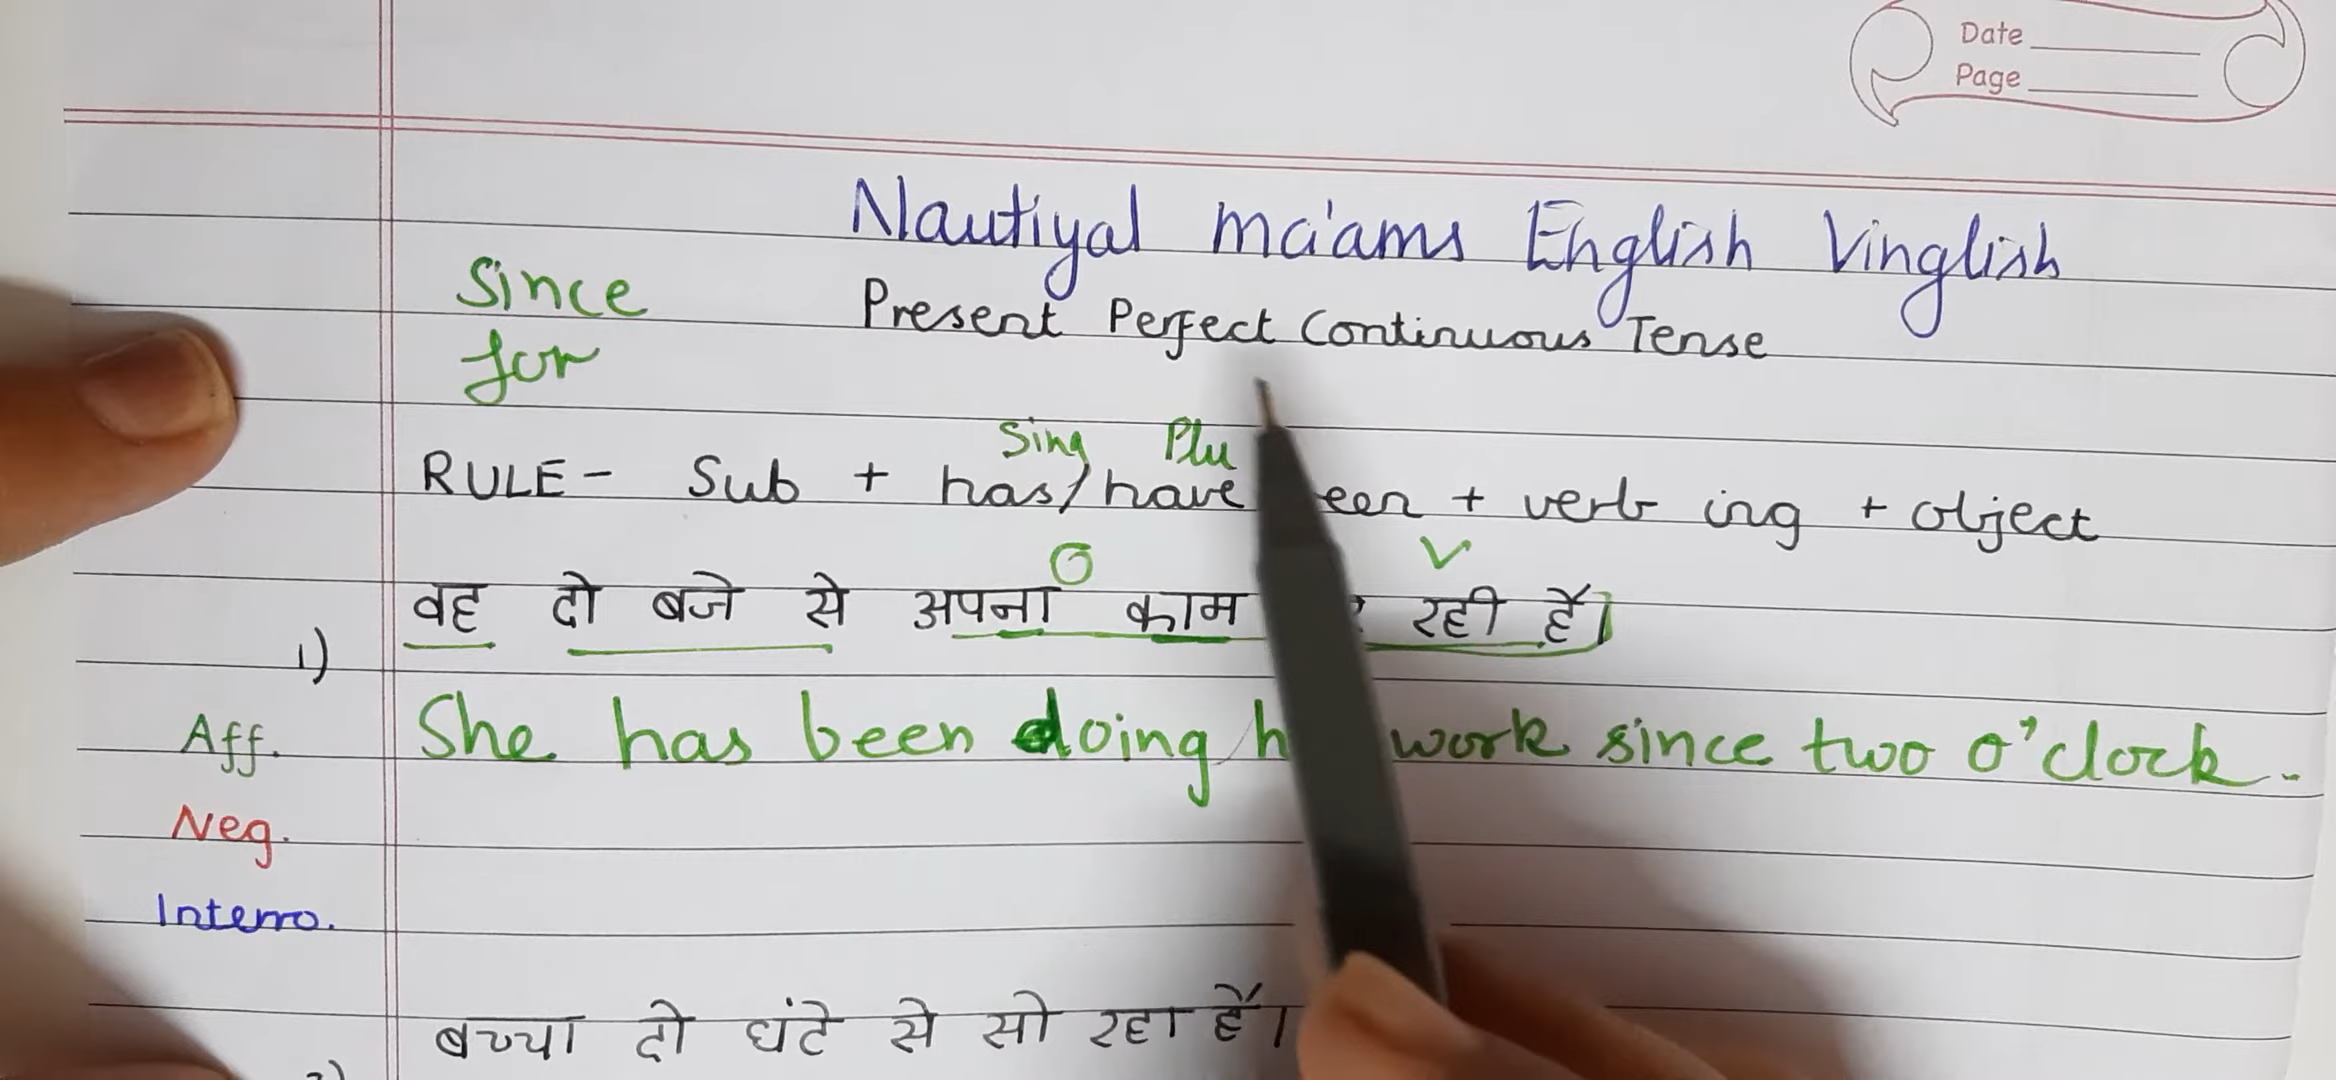 Date
Page
Nautiyal ma'ams English Vinglish
Since
Present Perfect Continuous Tense
for
Sing Plu
RULE- Sub + has/have een + verb ing + object
O V
वह दो बजे से अपना काम रही हैं।
1)
Aff. She has been doing h work since two o'clock.
Neg.
Interro.
बच्चा दो घंटे से सो रहा हैं।